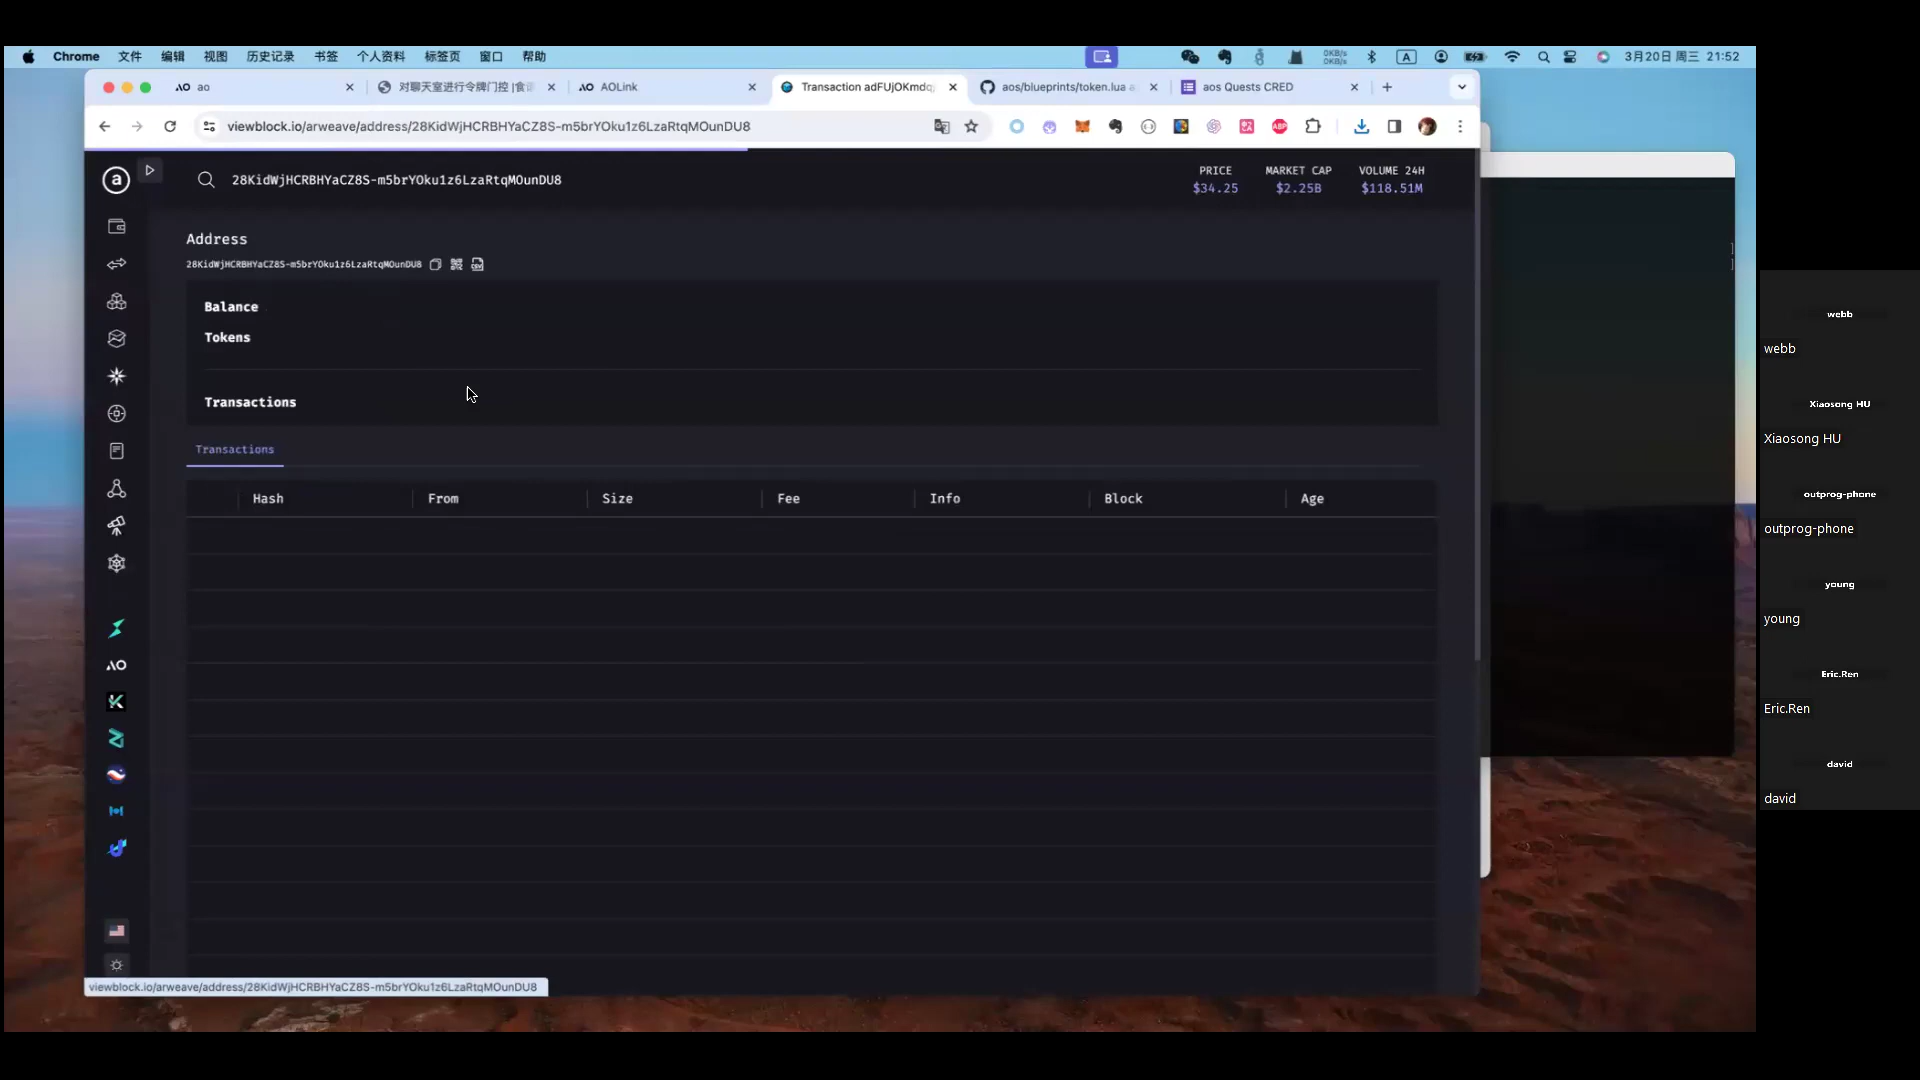 Chrome 文件 编辑 视图 历史记录 书签 个人资料 标签页 窗口 帮助
0KB/s
0KB/s
A
3月20日 周三 21:52
ao
AOLink
Transaction adFUjOKmdq
aos/blueprints/token.lua a
aos Quests CRED
viewblock.io/arweave/address/28KidWjHCRBHYaCZ8S-m5brYOku1z6LzaRtqMOunDU8
ABP
a
28KidWjHCRBHYaCZ8S-m5brYOku1z6LzaRtqMOunDU8
PRICE
$34.25
MARKET CAP
$2.25B
VOLUME 24H
$118.51M
Address
28KidWjHCRBHYaCZ8S-m5brYOku1z6LzaRtqMOunDU8
Balance
Tokens
Transactions
Transactions
Hash From Size Fee Info Block Age
viewblock.io/arweave/address/28KidWjHCRBHYaCZ8S-m5brYOku1z6LzaRtqMOunDU8
webb
webb
Xiaosong HU
Xiaosong HU
outprog-phone
outprog-phone
young
young
Eric.Ren
Eric.Ren
david
david